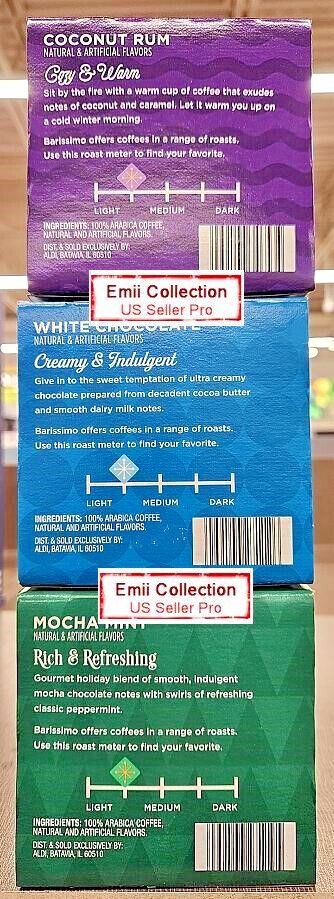 COCONUT RUM
NATURAL & ARTIFICIAL FLAVORS
Cozy & Warm
Sit by the fire with a warm cup of coffee that exudes
notes of coconut and caramel. Let it warm you up on
a cold winter morning.
Barissimo offers coffees in a range of roasts.
Use this roast meter to find your favorite.
LIGHT MEDIUM DARK
INGREDIENTS: 100% ARABICA COFFEE,
NATURAL AND ARTIFICIAL FLAVORS.
DIST. & SOLD EXCLUSIVELY BY:
ALDI, BATAVIA, IL 60510
Emii Collection
US Seller Pro
WHITE CHOCOLATE
NATURAL & ARTIFICIAL FLAVORS
Creamy & Indulgent
Give in to the sweet temptation of ultra creamy
chocolate prepared from decadent cocoa butter
and smooth dairy milk notes.
Barissimo offers coffees in a range of roasts.
Use this roast meter to find your favorite.
LIGHT MEDIUM DARK
INGREDIENTS: 100% ARABICA COFFEE,
NATURAL AND ARTIFICIAL FLAVORS.
DIST. & SOLD EXCLUSIVELY BY:
ALDI, BATAVIA, IL 60510
Emii Collection
US Seller Pro
MOCHA MINT
NATURAL & ARTIFICIAL FLAVORS
Rich & Refreshing
Gourmet holiday blend of smooth, indulgent
mocha chocolate notes with swirls of refreshing
classic peppermint.
Barissimo offers coffees in a range of roasts.
Use this roast meter to find your favorite.
LIGHT MEDIUM DARK
INGREDIENTS: 100% ARABICA COFFEE,
NATURAL AND ARTIFICIAL FLAVORS.
DIST. & SOLD EXCLUSIVELY BY:
ALDI, BATAVIA, IL 60510